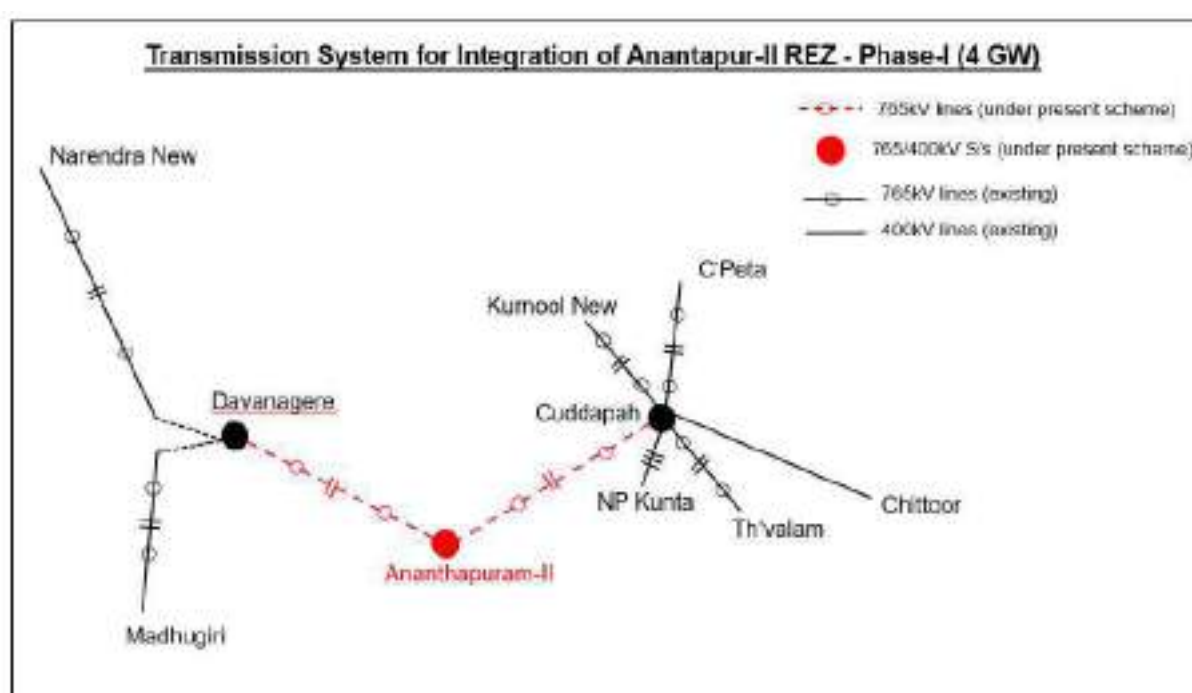 Transmission System for Integration of Anantapur-II REZ - Phase-I (4 GW)
765kV lines (under present scheme)
765/400kV S/s (under present scheme)
765kV lines (existing)
400kV lines (existing)
Narendra New
C'Peta
Kurnool New
Davanagere
Cuddapah
NP Kunta
Chittoor
Th'valam
Ananthapuram-II
Madhugiri